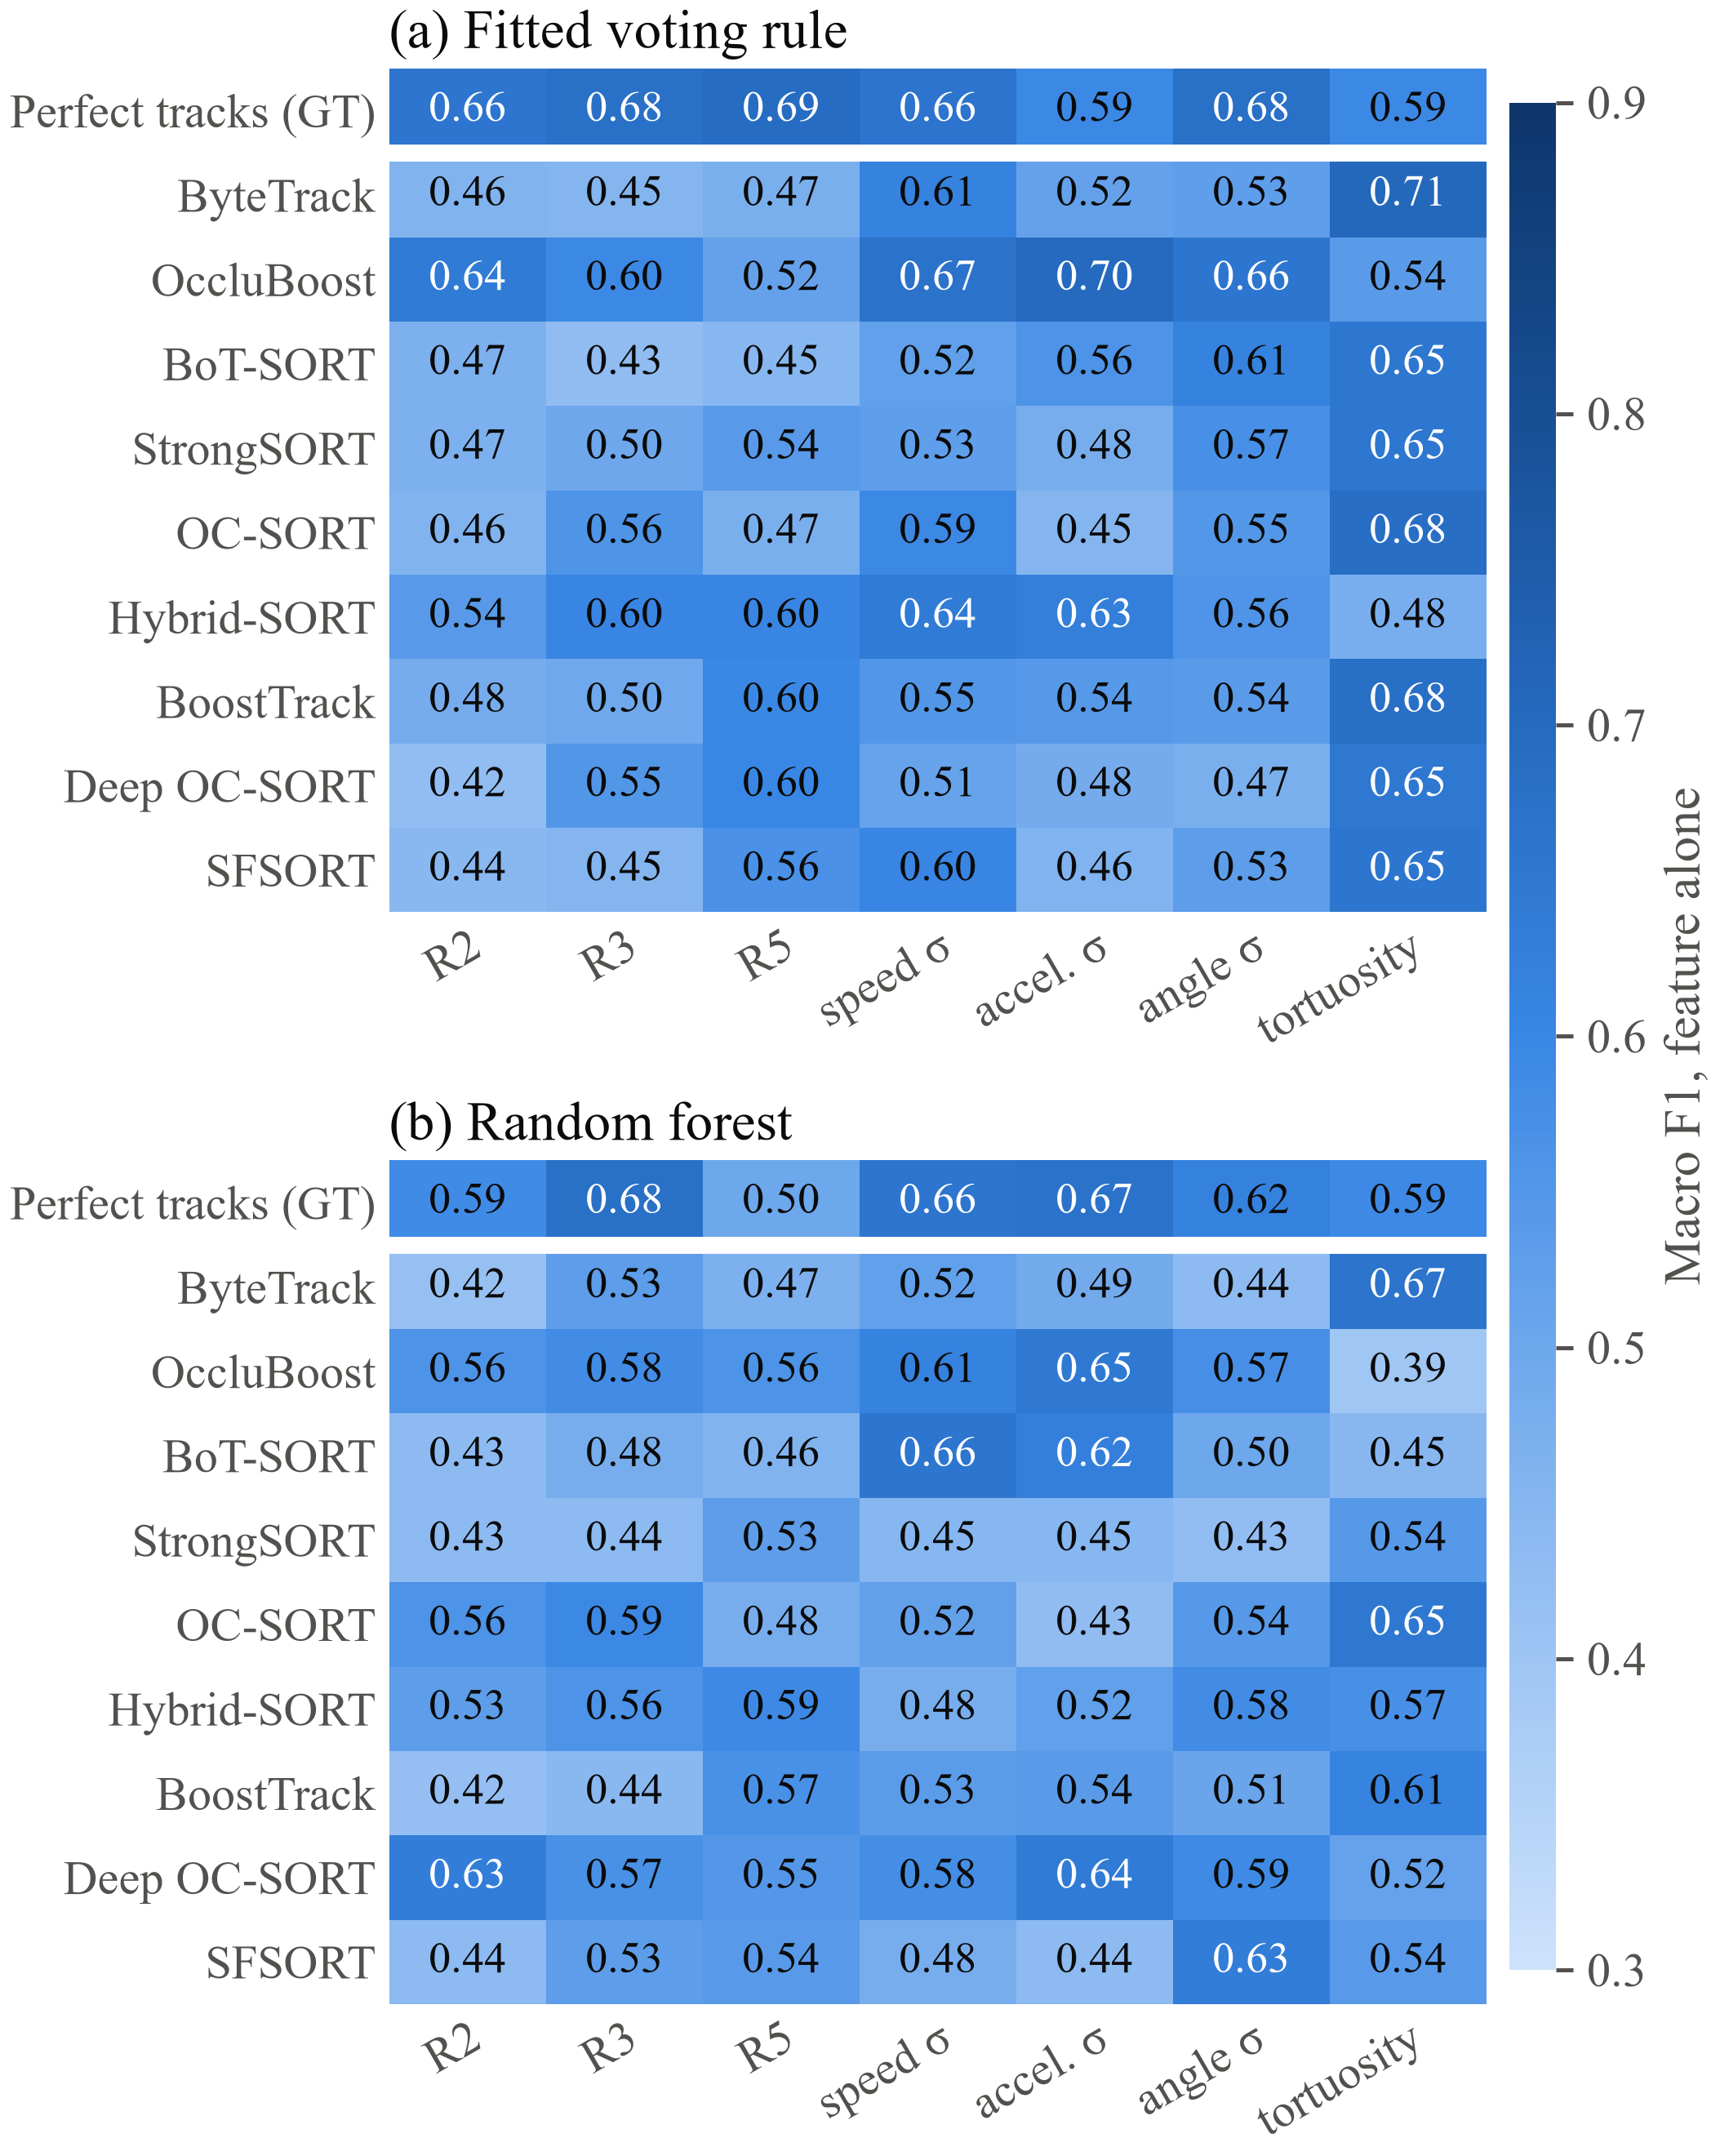 (a) Fitted voting rule
Perfect tracks (GT) 0.66 0.68 0.69 0.66 0.59 0.68 0.59
ByteTrack 0.46 0.45 0.47 0.61 0.52 0.53 0.71
OccluBoost 0.64 0.60 0.52 0.67 0.70 0.66 0.54
BoT-SORT 0.47 0.43 0.45 0.52 0.56 0.61 0.65
StrongSORT 0.47 0.50 0.54 0.53 0.48 0.57 0.65
OC-SORT 0.46 0.56 0.47 0.59 0.45 0.55 0.68
Hybrid-SORT 0.54 0.60 0.60 0.64 0.63 0.56 0.48
BoostTrack 0.48 0.50 0.60 0.55 0.54 0.54 0.68
Deep OC-SORT 0.42 0.55 0.60 0.51 0.48 0.47 0.65
SFSORT 0.44 0.45 0.56 0.60 0.46 0.53 0.65
R2 R3 R5 speed σ accel. σ angle σ tortuosity
(b) Random forest
Perfect tracks (GT) 0.59 0.68 0.50 0.66 0.67 0.62 0.59
ByteTrack 0.42 0.53 0.47 0.52 0.49 0.44 0.67
OccluBoost 0.56 0.58 0.56 0.61 0.65 0.57 0.39
BoT-SORT 0.43 0.48 0.46 0.66 0.62 0.50 0.45
StrongSORT 0.43 0.44 0.53 0.45 0.45 0.43 0.54
OC-SORT 0.56 0.59 0.48 0.52 0.43 0.54 0.65
Hybrid-SORT 0.53 0.56 0.59 0.48 0.52 0.58 0.57
BoostTrack 0.42 0.44 0.57 0.53 0.54 0.51 0.61
Deep OC-SORT 0.63 0.57 0.55 0.58 0.64 0.59 0.52
SFSORT 0.44 0.53 0.54 0.48 0.44 0.63 0.54
R2 R3 R5 speed σ accel. σ angle σ tortuosity
0.9
0.8
0.7
0.6
0.5
0.4
0.3
Macro F1, feature alone